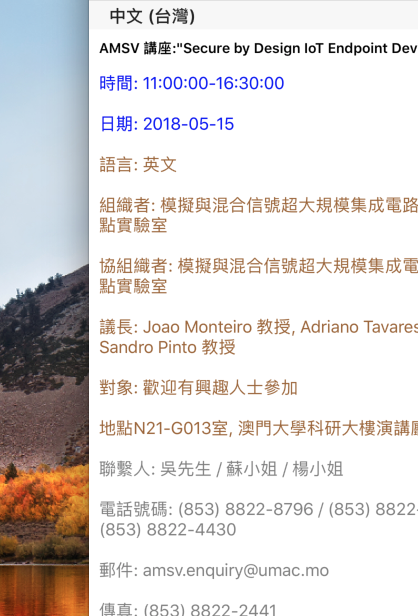 中文 (台灣)
AMSV 講座:"Secure by Design IoT Endpoint Dev
時間: 11:00:00-16:30:00
日期: 2018-05-15
語言: 英文
組織者: 模擬與混合信號超大規模集成電路
點實驗室
協組織者: 模擬與混合信號超大規模集成電
點實驗室
議長: Joao Monteiro 教授, Adriano Tavares
Sandro Pinto 教授
對象: 歡迎有興趣人士參加
地點N21-G013室, 澳門大學科研大樓演講廳
聯繫人: 吳先生 / 蘇小姐 / 楊小姐
電話號碼: (853) 8822-8796 / (853) 8822-
(853) 8822-4430
郵件: amsv.enquiry@umac.mo
傳真: (853) 8822-2441